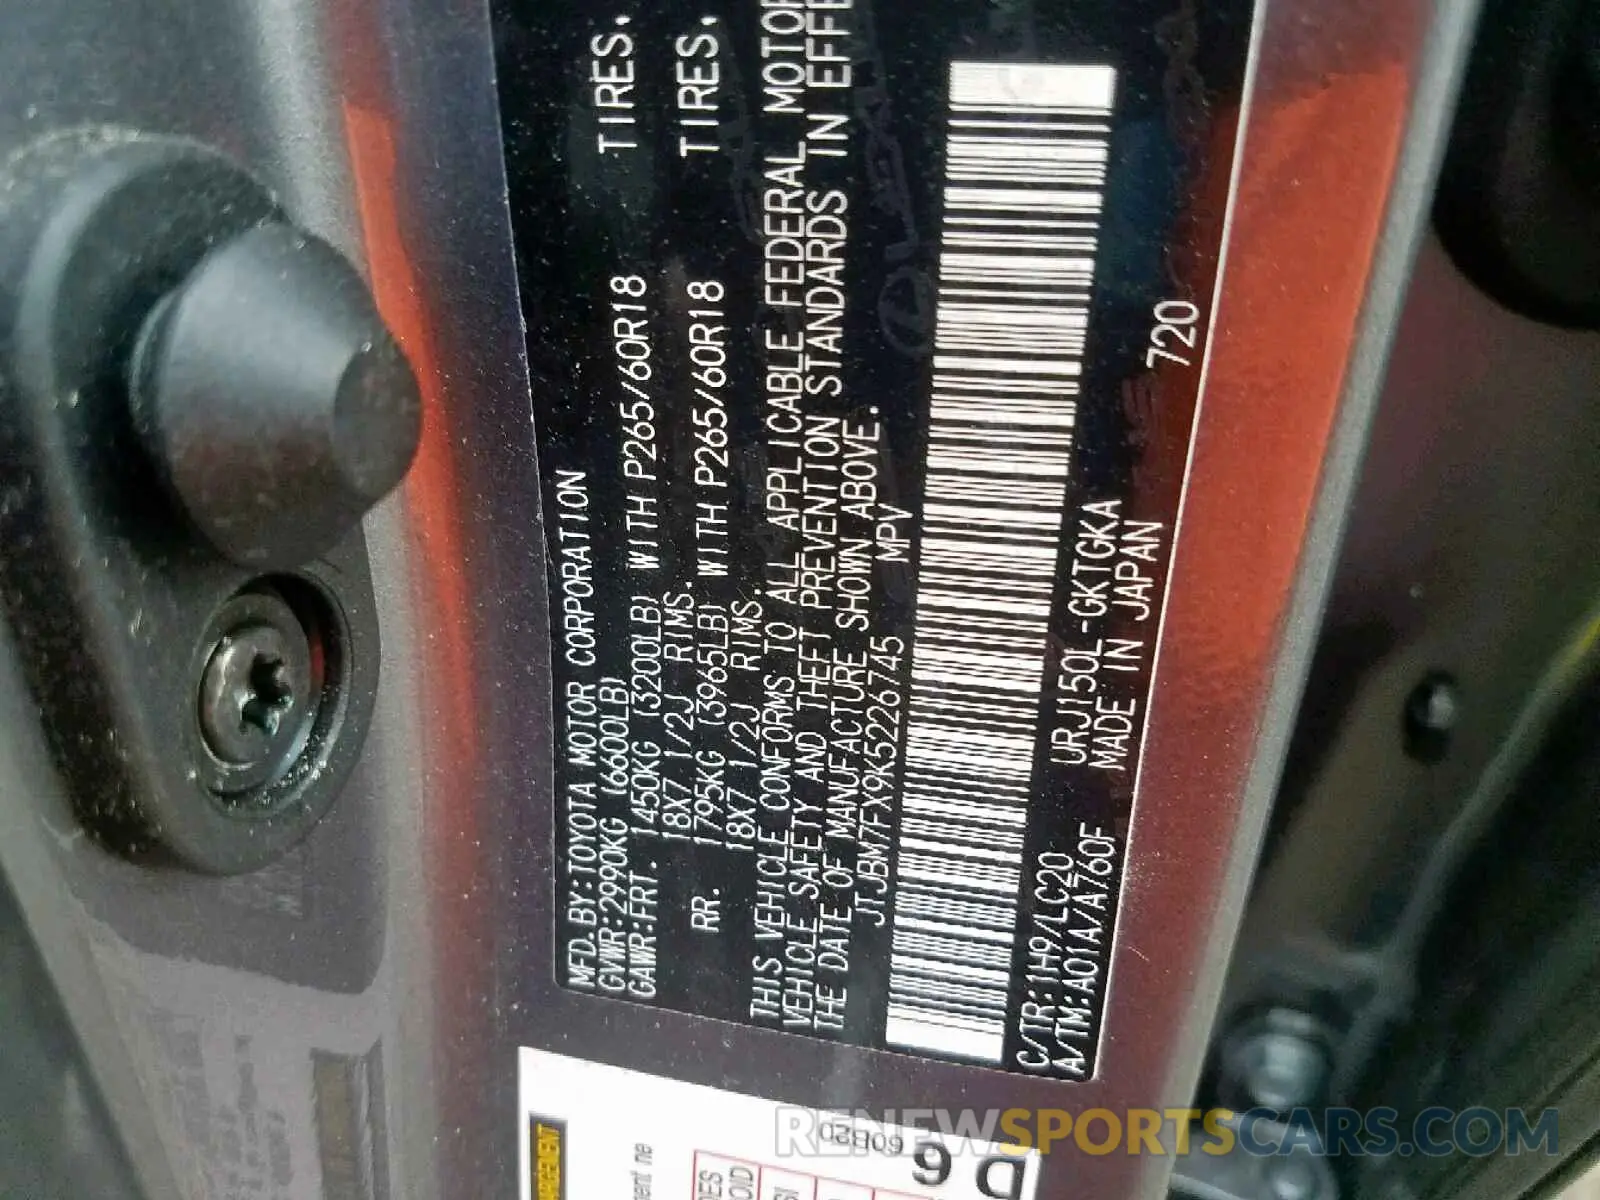 MFD.BY:TOYOTA MOTOR CORPORATION
GVWR:2990KG (6600LB)
GAWR:FRT. 1450KG (3200LB) WITH P265/60R18 TIRES.
18X7 1/2J RIMS.
RR. 1795KG (3965LB) WITH P265/60R18 TIRES.
18X7 1/2J RIMS.
THIS VEHICLE CONFORMS TO ALL APPLICABLE FEDERAL MOTOR
VEHICLE SAFETY AND THEFT PREVENTION STANDARDS IN EFFE
THE DATE OF MANUFACTURE SHOWN ABOVE.
JTJBM7FX9K5226745 MPV
C/TR:1H9/LC20 URJ150L-GKTGKA
A/TM:A01A/A760F MADE IN JAPAN 720
60R20
RENEWSPORTSCARS.COM